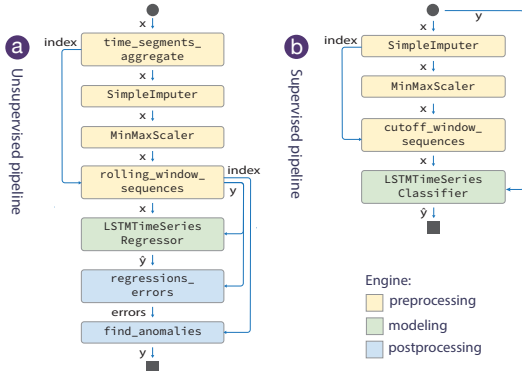 a
Unsupervised pipeline
x
index
time_segments_
aggregate
x
SimpleImputer
x
MinMaxScaler
x
rolling_window_
sequences
index
y
x
LSTMTimeSeries
Regressor
ŷ
regressions_
errors
errors
find_anomalies
y
b
Supervised pipeline
x
y
index
SimpleImputer
x
MinMaxScaler
x
cutoff_window_
sequences
x
LSTMTimeSeries
Classifier
ŷ
Engine:
preprocessing
modeling
postprocessing